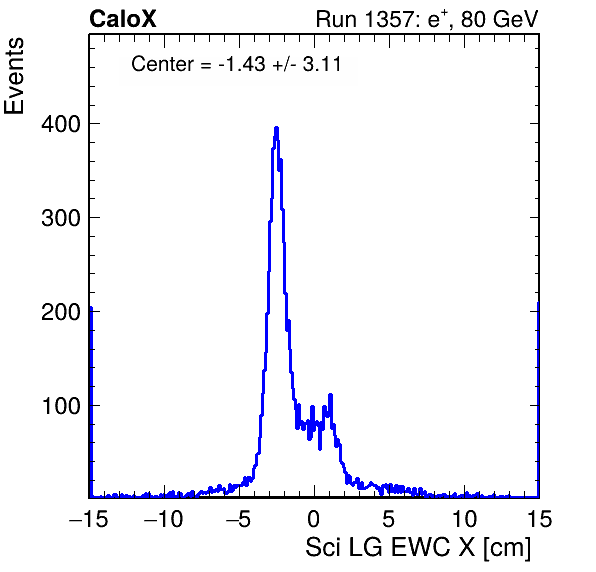 CaloX
Run 1357: e⁺, 80 GeV
Events
Center = -1.43 +/- 3.11
400
300
200
100
−15
−10
−5
0
5
10
15
Sci LG EWC X [cm]